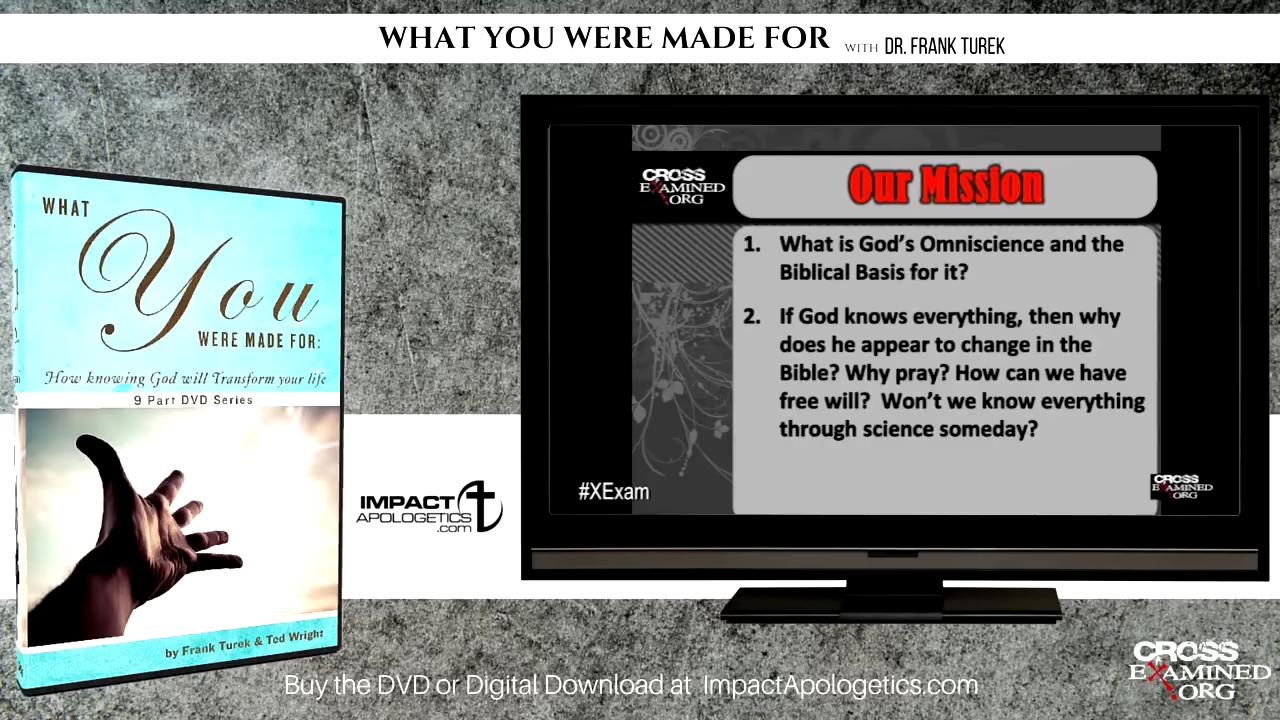 WHAT YOU WERE MADE FOR WITH DR. FRANK TUREK
WHAT
You
WERE MADE FOR:
How knowing God will Transform your life
9 Part DVD Series
by Frank Turek & Ted Wright
IMPACT
APOLOGETICS
.com
CROSS
EXAMINED
.ORG
Our Mission
1. What is God's Omniscience and the
Biblical Basis for it?
2. If God knows everything, then why
does he appear to change in the
Bible? Why pray? How can we have
free will? Won't we know everything
through science someday?
#XExam
CROSS
EXAMINED
.ORG
Buy the DVD or Digital Download at ImpactApologetics.com
CROSS
EXAMINED
.ORG